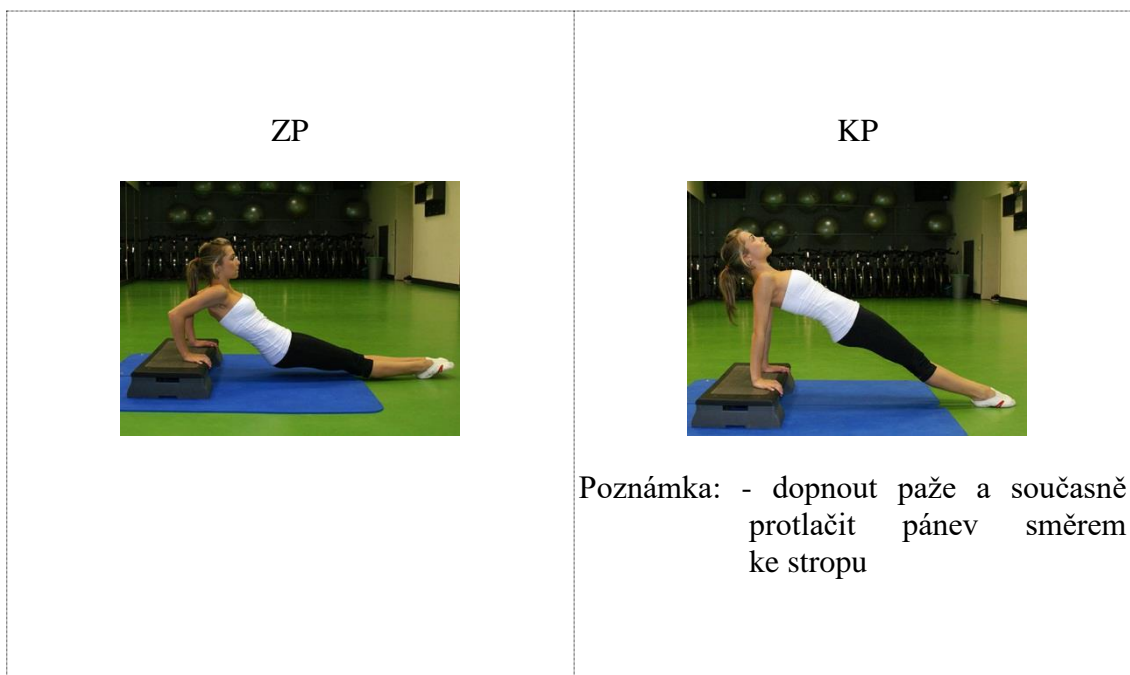 ZP
KP
Poznámka: - dopnout paže a současně
protlačit pánev směrem
ke stropu